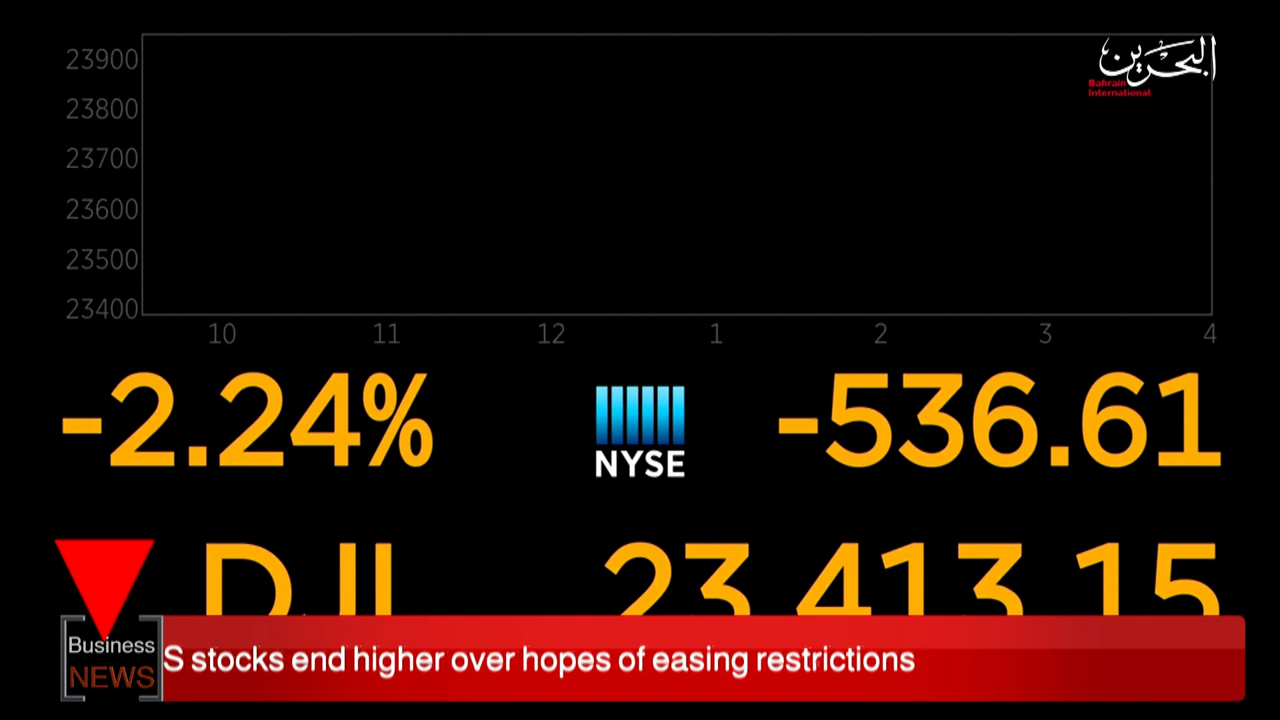 23900
البحرين
Bahrain
International
23800
23700
23600
23500
23400
10 11 12 1 2 3 4
-2.24%
NYSE
-536.61
DJI 23,413.15
Business
NEWS
S stocks end higher over hopes of easing restrictions